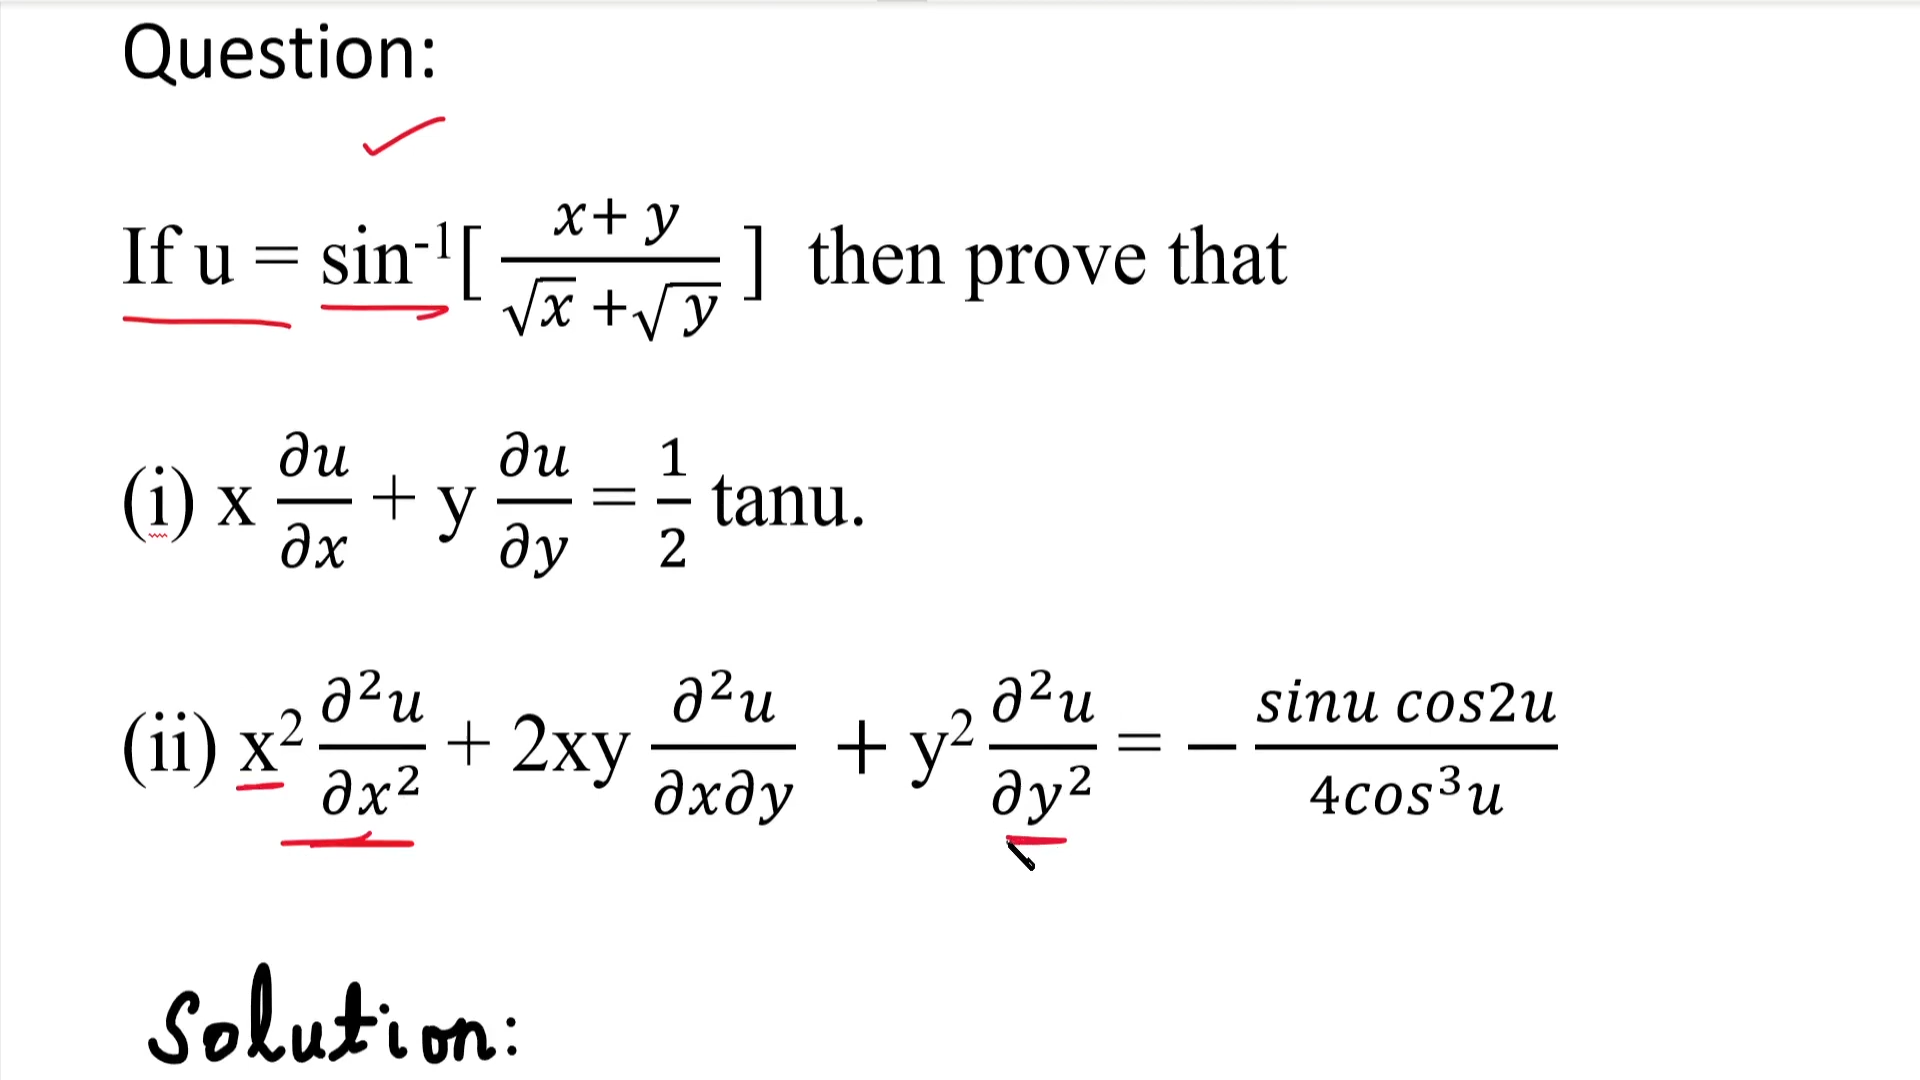 Question:
If u = sin⁻¹[ (x + y)/(√x + √y) ] then prove that
(i) x ∂u/∂x + y ∂u/∂y = 1/2 tanu.
(ii) x² ∂²u/∂x² + 2xy ∂²u/∂x∂y + y² ∂²u/∂y² = − sinu cos2u/4cos³u
Solution: